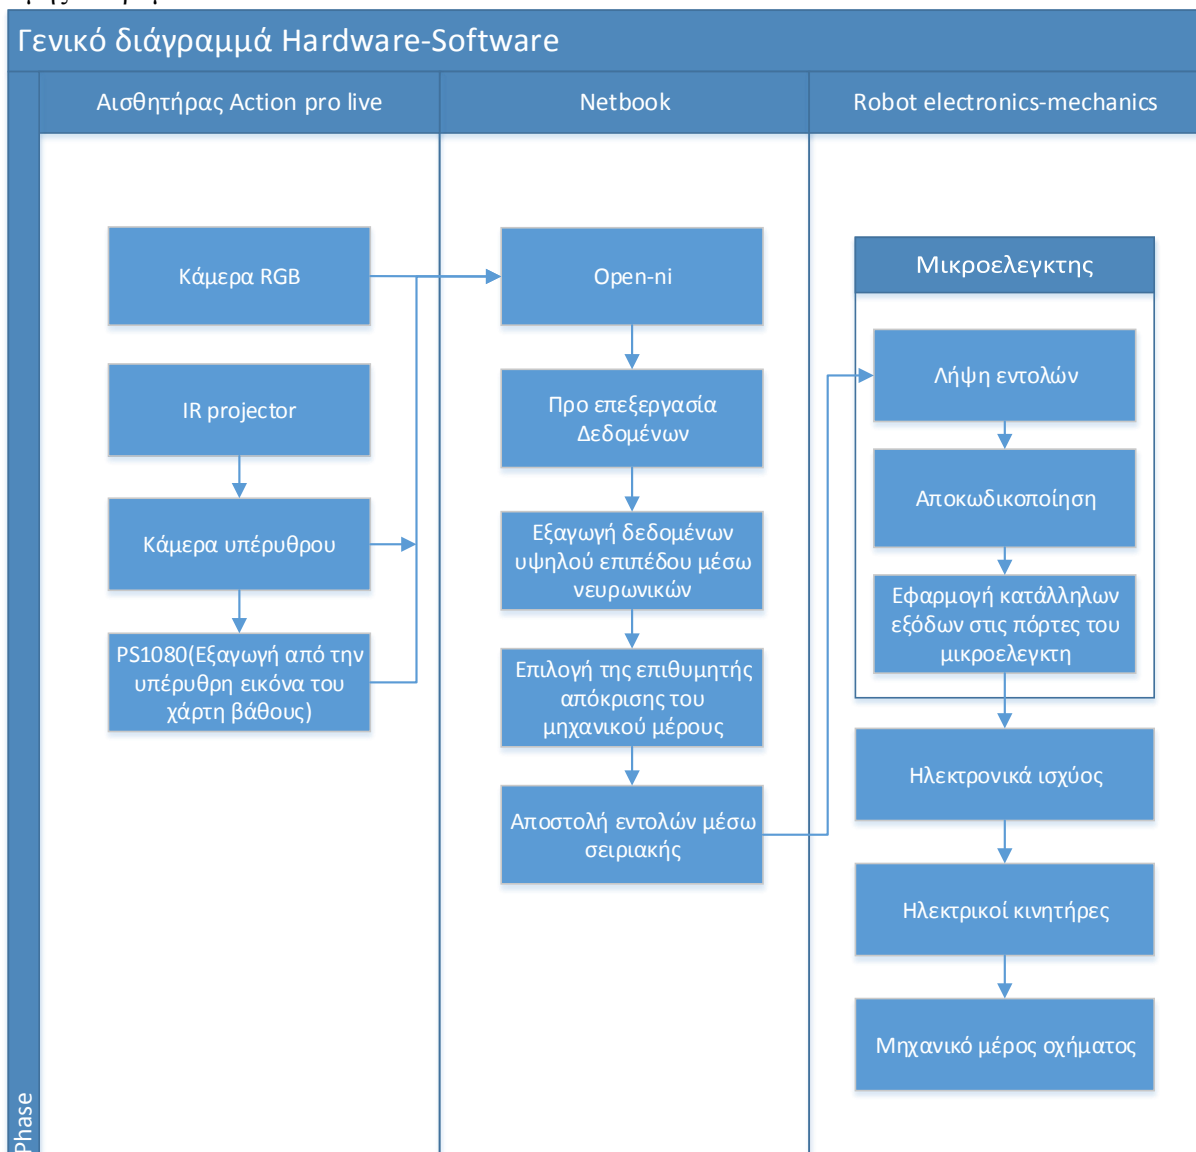 Γενικό διάγραμμά Hardware-Software
Αισθητήρας Action pro live
Netbook
Robot electronics-mechanics
Κάμερα RGB
IR projector
Κάμερα υπέρυθρου
PS1080(Εξαγωγή από την
υπέρυθρη εικόνα του
χάρτη βάθους)
Open-ni
Προ επεξεργασία
Δεδομένων
Εξαγωγή δεδομένων
υψηλού επιπέδου μέσω
νευρωνικών
Επιλογή της επιθυμητής
απόκρισης του
μηχανικού μέρους
Αποστολή εντολών μέσω
σειριακής
Μικροελεγκτης
Λήψη εντολών
Αποκωδικοποίηση
Εφαρμογή κατάλληλων
εξόδων στις πόρτες του
μικροελεγκτη
Ηλεκτρονικά ισχύος
Ηλεκτρικοί κινητήρες
Μηχανικό μέρος οχήματος
Phase